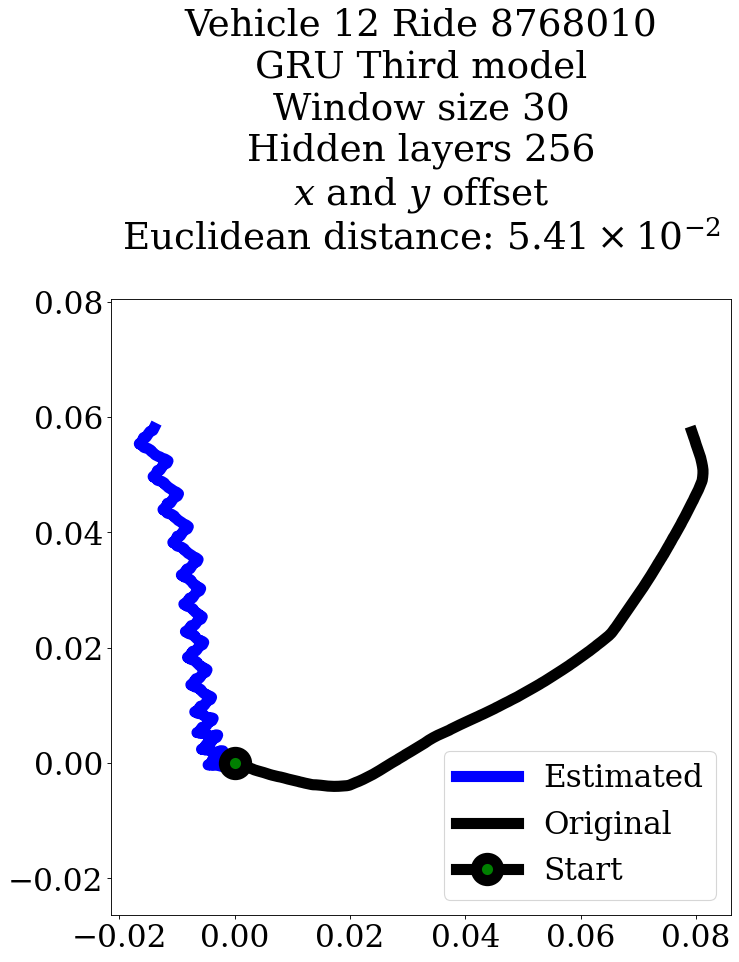 Vehicle 12 Ride 8768010
GRU Third model
Window size 30
Hidden layers 256
x and y offset
Euclidean distance: 5.41 × 10⁻²
0.08
0.06
0.04
0.02
0.00
−0.02
Estimated
Original
Start
−0.02 0.00 0.02 0.04 0.06 0.08